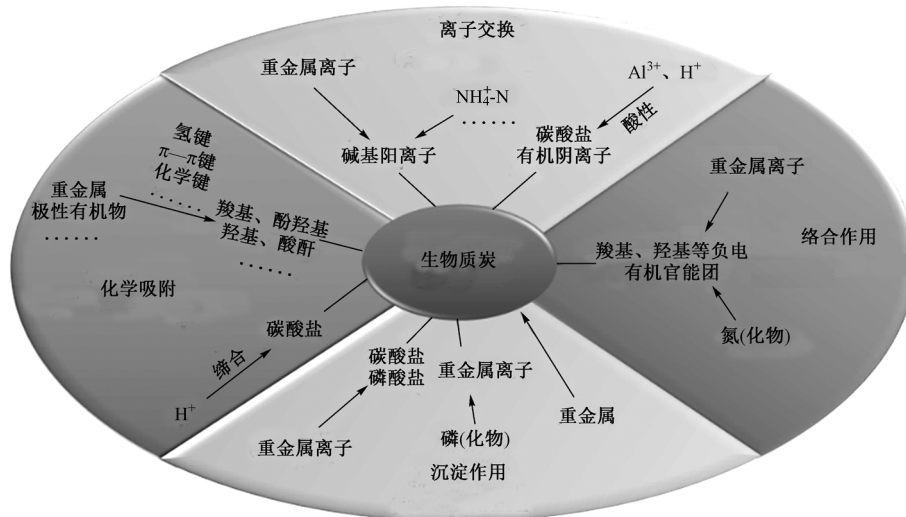 离子交换
重金属离子
NH₄⁺-N
······
碱基阳离子
Al³⁺、H⁺
酸性
碳酸盐
有机阴离子
氢键
π—π键
化学键
······
重金属
极性有机物
······
羧基、酚羟基
羟基、酸酐
······
化学吸附
碳酸盐
缔合
H⁺
生物质炭
重金属离子
羧基、羟基等负电
有机官能团
氮(化物)
络合作用
碳酸盐
磷酸盐
重金属离子
重金属离子
磷(化物)
重金属
沉淀作用